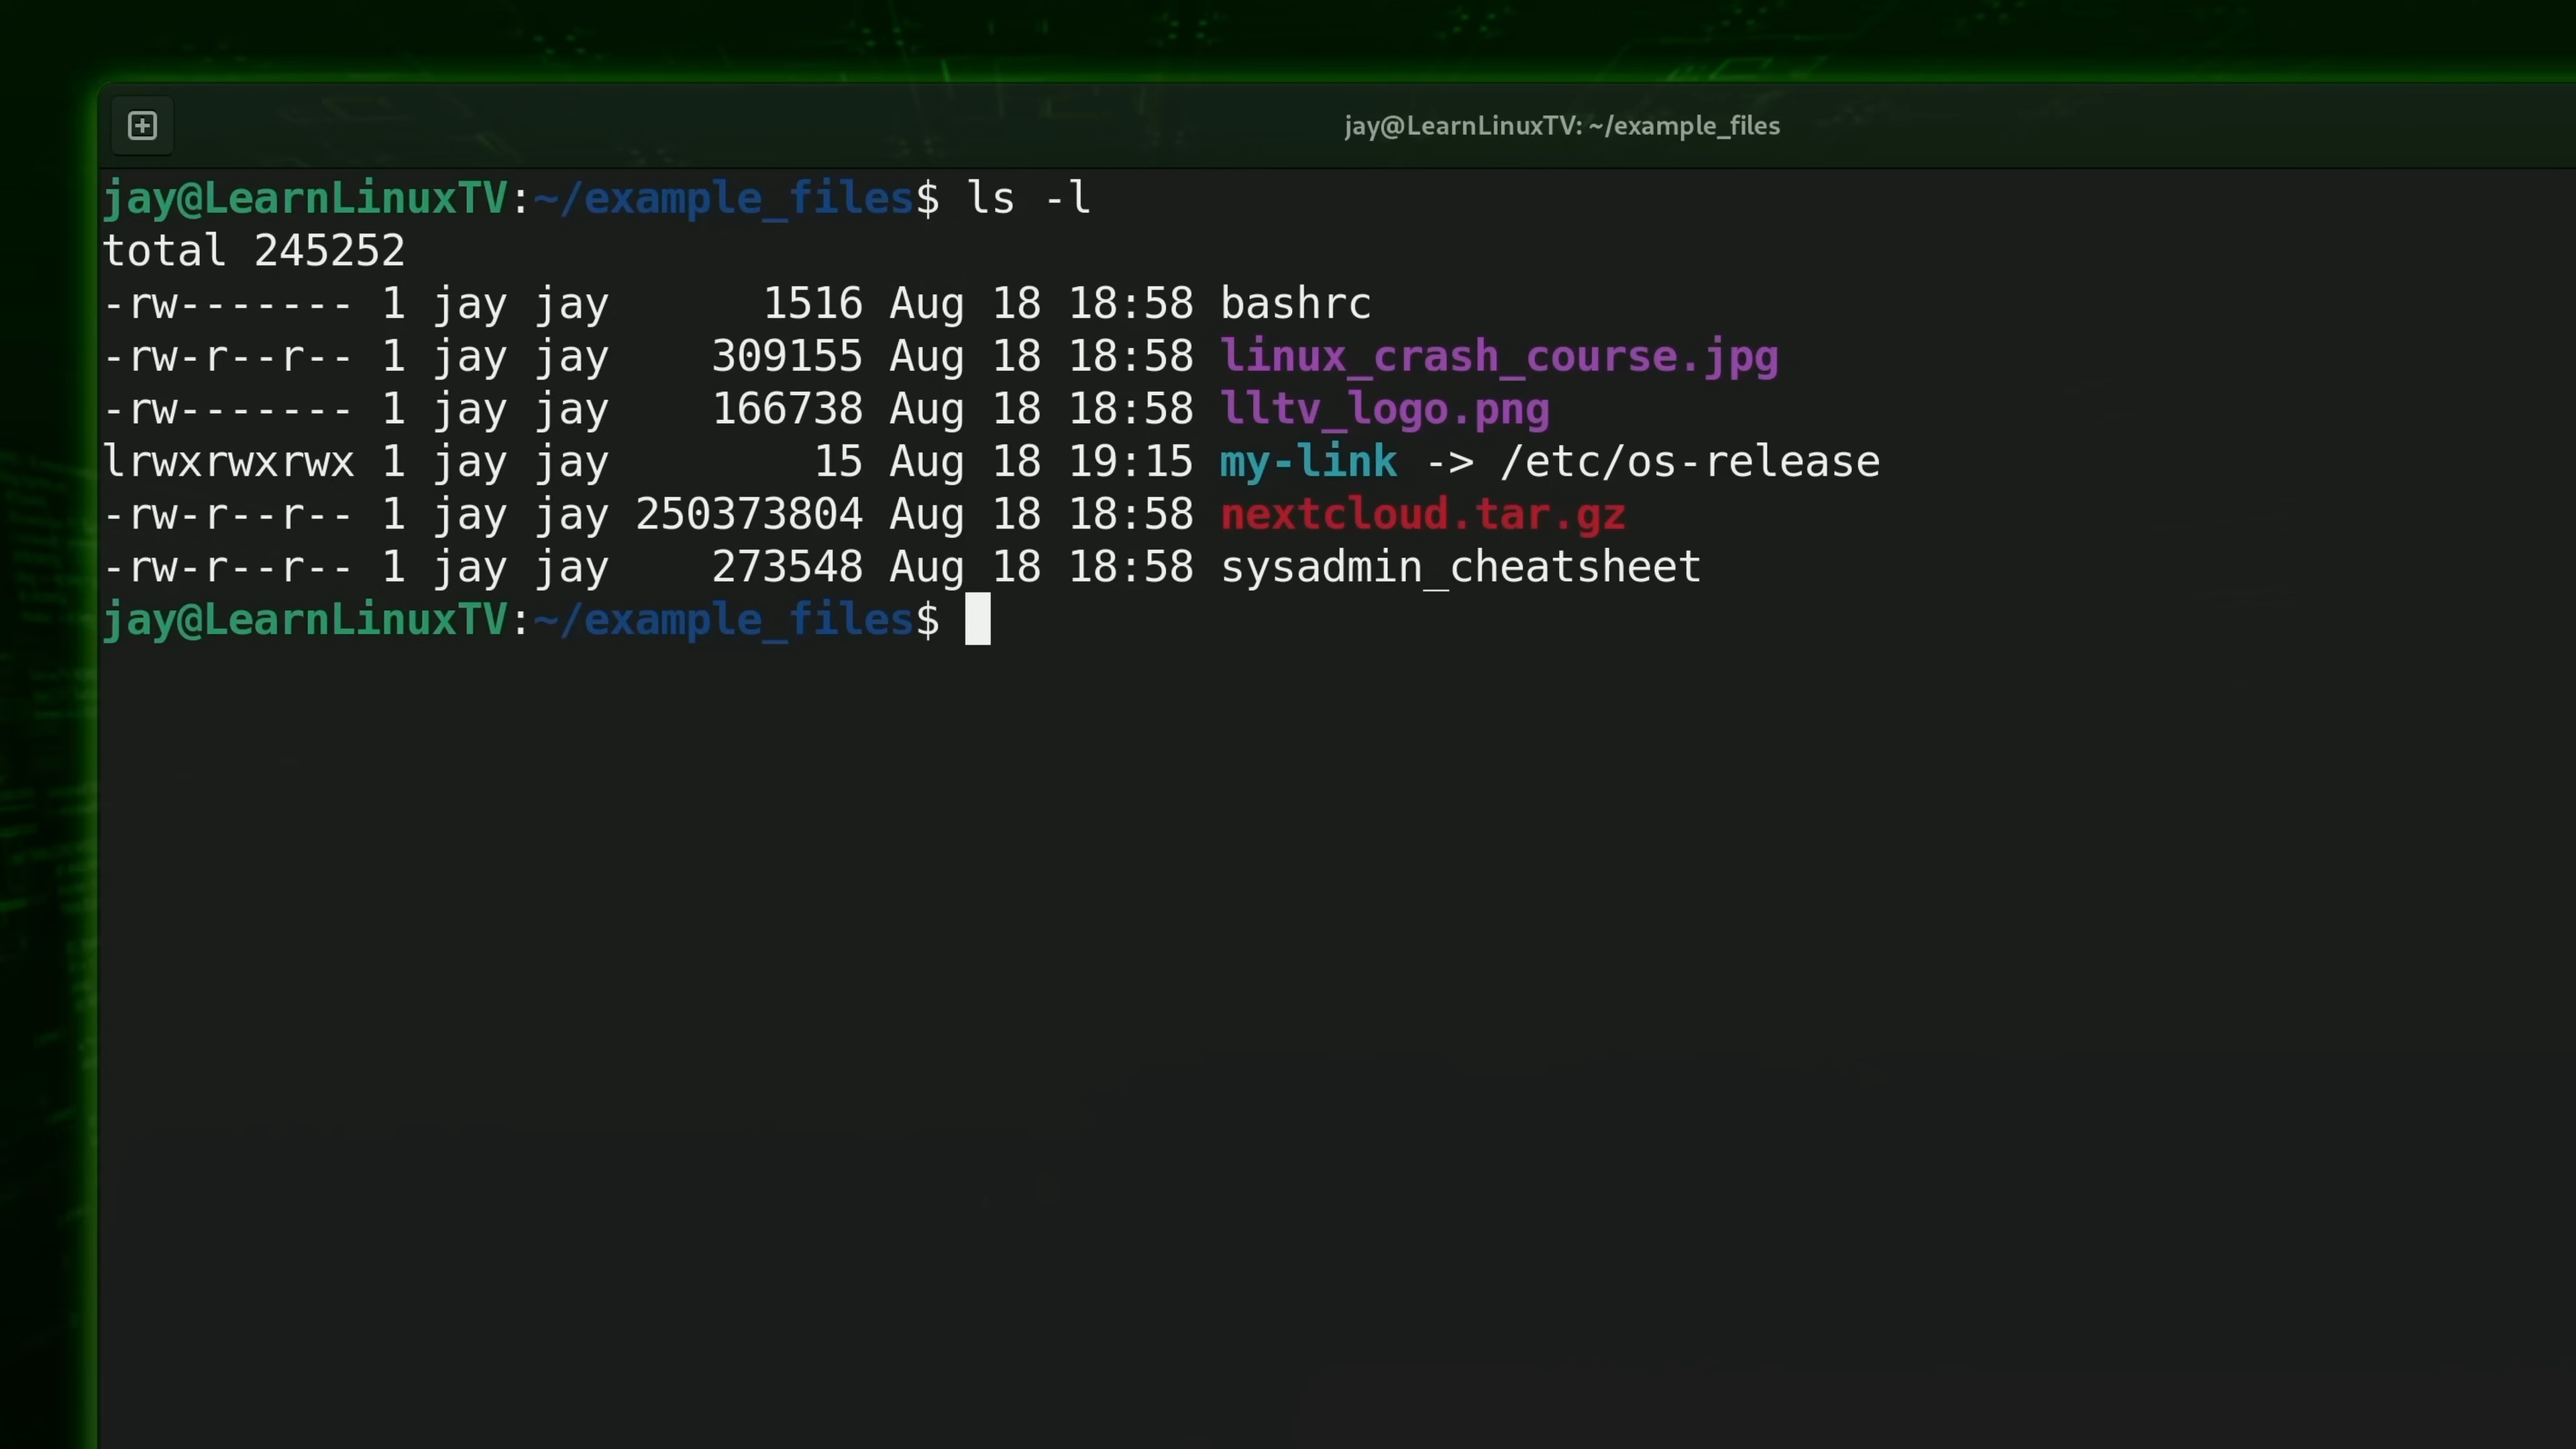 jay@LearnLinuxTV: ~/example_files
jay@LearnLinuxTV:~/example_files$ ls -l
total 245252
-rw------- 1 jay jay      1516 Aug 18 18:58 bashrc
-rw-r--r-- 1 jay jay    309155 Aug 18 18:58 linux_crash_course.jpg
-rw------- 1 jay jay    166738 Aug 18 18:58 lltv_logo.png
lrwxrwxrwx 1 jay jay        15 Aug 18 19:15 my-link -> /etc/os-release
-rw-r--r-- 1 jay jay 250373804 Aug 18 18:58 nextcloud.tar.gz
-rw-r--r-- 1 jay jay    273548 Aug 18 18:58 sysadmin_cheatsheet
jay@LearnLinuxTV:~/example_files$